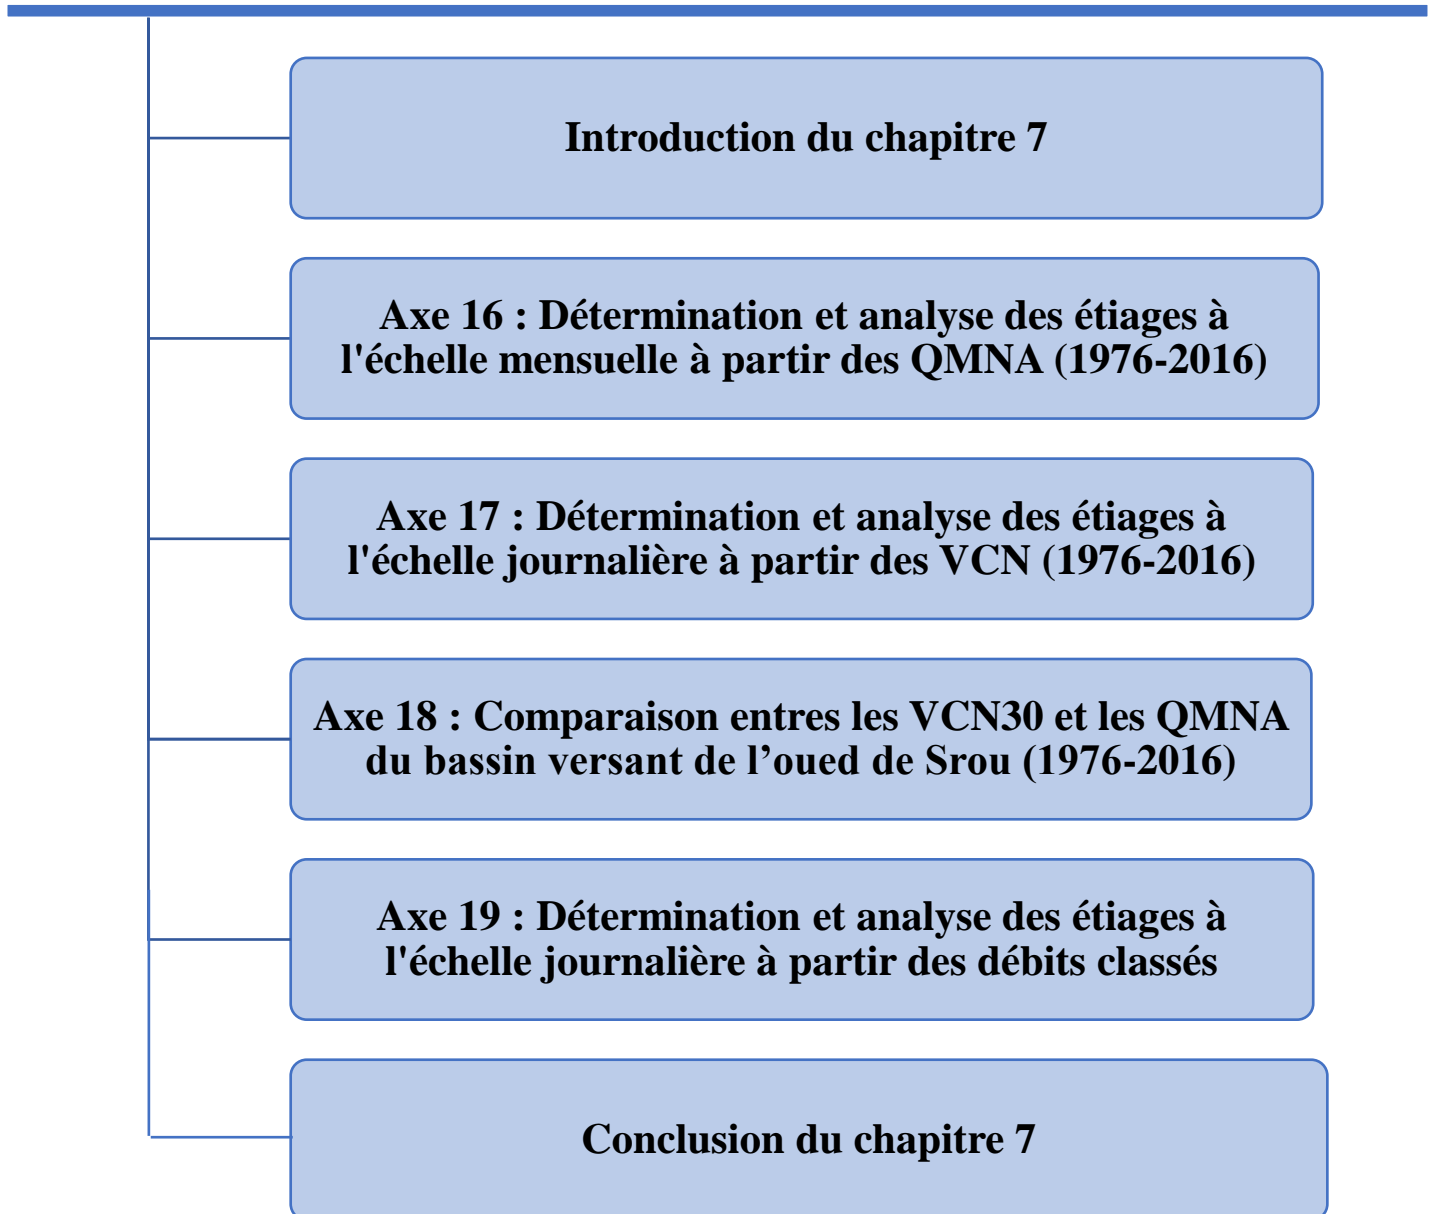 Introduction du chapitre 7
Axe 16 : Détermination et analyse des étiages à
l'échelle mensuelle à partir des QMNA (1976-2016)
Axe 17 : Détermination et analyse des étiages à
l'échelle journalière à partir des VCN (1976-2016)
Axe 18 : Comparaison entres les VCN30 et les QMNA
du bassin versant de l’oued de Srou (1976-2016)
Axe 19 : Détermination et analyse des étiages à
l'échelle journalière à partir des débits classés
Conclusion du chapitre 7